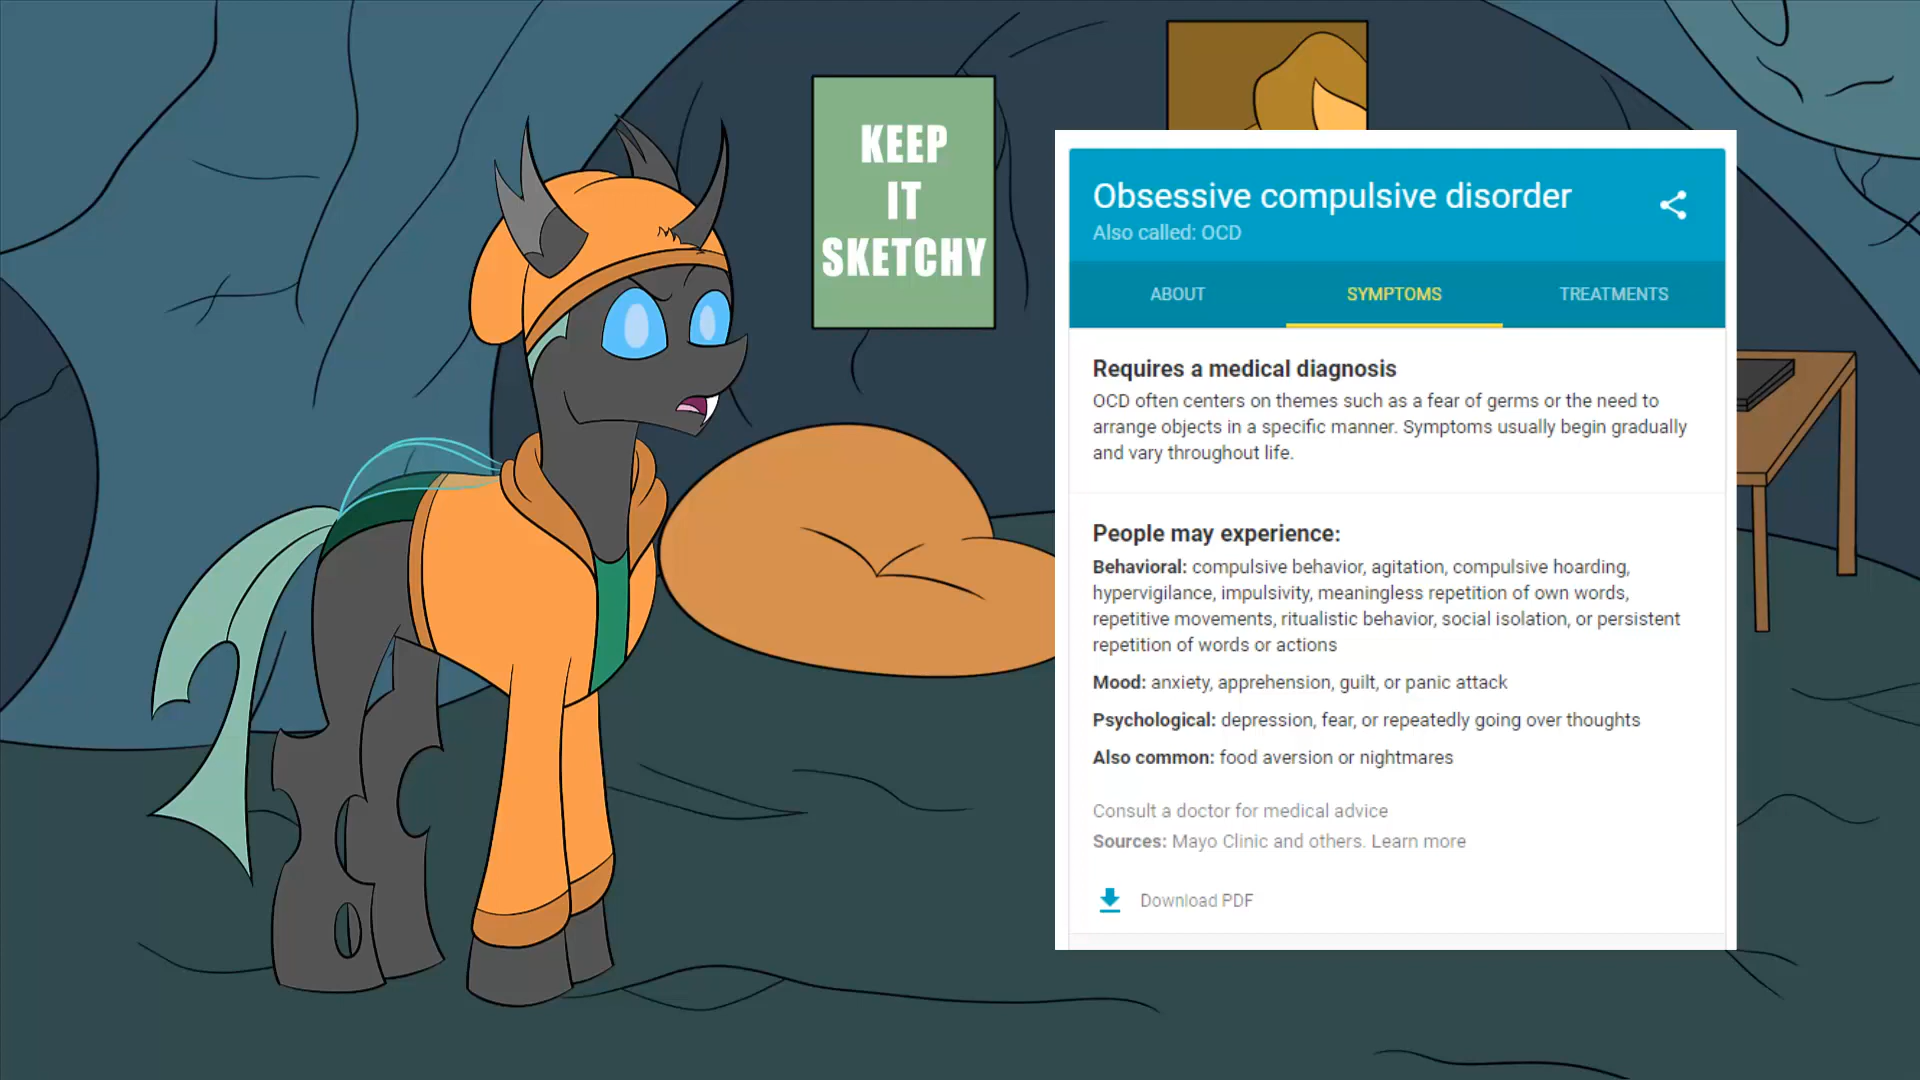 KEEP
IT
SKETCHY
Obsessive compulsive disorder
Also called: OCD
ABOUT
SYMPTOMS
TREATMENTS
Requires a medical diagnosis
OCD often centers on themes such as a fear of germs or the need to
arrange objects in a specific manner. Symptoms usually begin gradually
and vary throughout life.
People may experience:
Behavioral: compulsive behavior, agitation, compulsive hoarding,
hypervigilance, impulsivity, meaningless repetition of own words,
repetitive movements, ritualistic behavior, social isolation, or persistent
repetition of words or actions
Mood: anxiety, apprehension, guilt, or panic attack
Psychological: depression, fear, or repeatedly going over thoughts
Also common: food aversion or nightmares
Consult a doctor for medical advice
Sources: Mayo Clinic and others. Learn more
Download PDF